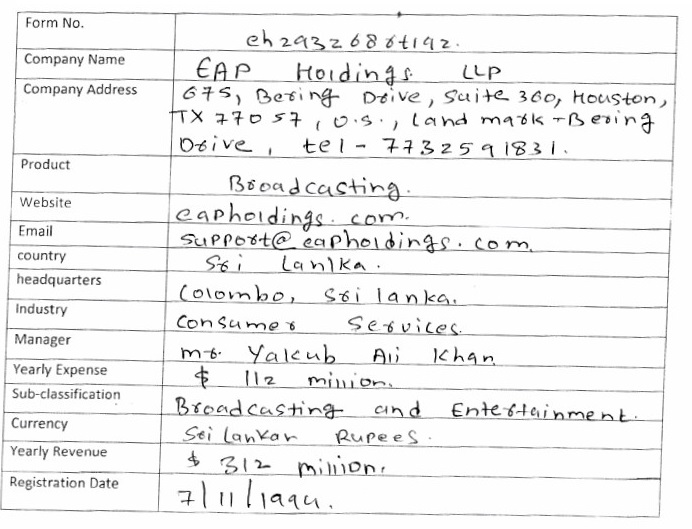 Form No. eh2932686t192.
Company Name EAP Holdings LLP
Company Address 675, Bering Drive, Suite 360, Houston,
TX 77057, U.S., Land mark - Bering
Drive, tel - 7732591831.
Product Broadcasting.
Website eapholdings.com.
Email support@eapholdings.com.
country Sri Lanka.
headquarters Colombo, Sri lanka.
Industry Consumer Services.
Manager mr. Yakub Ali Khan
Yearly Expense $ 112 million.
Sub-classification Broadcasting and Entertainment.
Currency Sri Lankan Rupees.
Yearly Revenue $ 312 million.
Registration Date 7/11/1994.